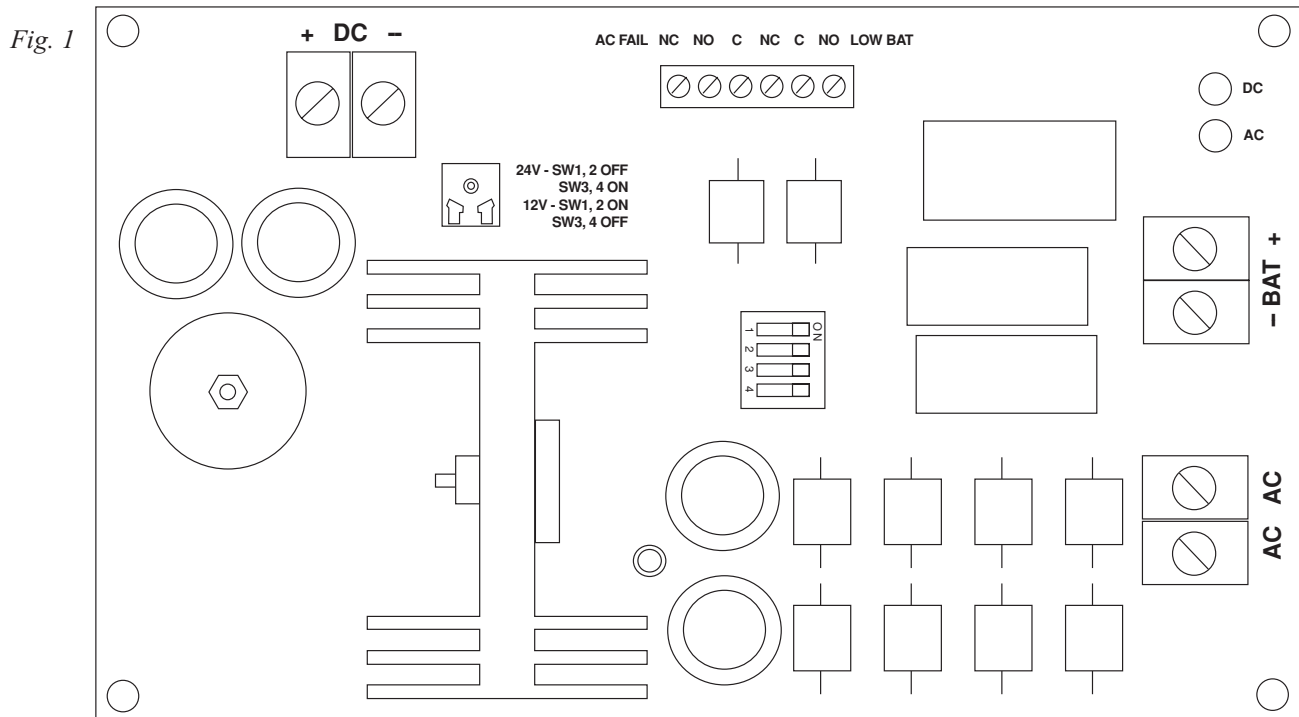 Fig. 1
+ DC –
AC FAIL NC NO C NC C NO LOW BAT
DC
AC
24V - SW1, 2 OFF
SW3, 4 ON
12V - SW1, 2 ON
SW3, 4 OFF
– BAT +
ON
1
2
3
4
AC
AC